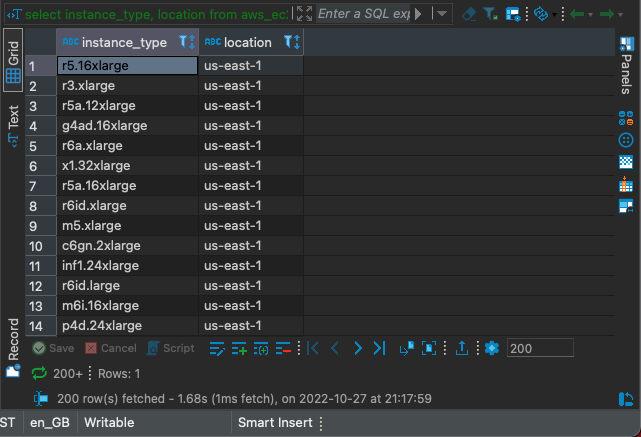 select instance_type, location from aws_ec Enter a SQL exp
Grid
Text
Record
Panels
ABC instance_type ABC location
1 r5.16xlarge us-east-1
2 r3.xlarge us-east-1
3 r5a.12xlarge us-east-1
4 g4ad.16xlarge us-east-1
5 r6a.xlarge us-east-1
6 x1.32xlarge us-east-1
7 r5a.16xlarge us-east-1
8 r6id.xlarge us-east-1
9 m5.xlarge us-east-1
10 c6gn.2xlarge us-east-1
11 inf1.24xlarge us-east-1
12 r6id.large us-east-1
13 m6i.16xlarge us-east-1
14 p4d.24xlarge us-east-1
Save Cancel Script 200
200+ Rows: 1
200 row(s) fetched - 1.68s (1ms fetch), on 2022-10-27 at 21:17:59
ST en_GB Writable Smart Insert